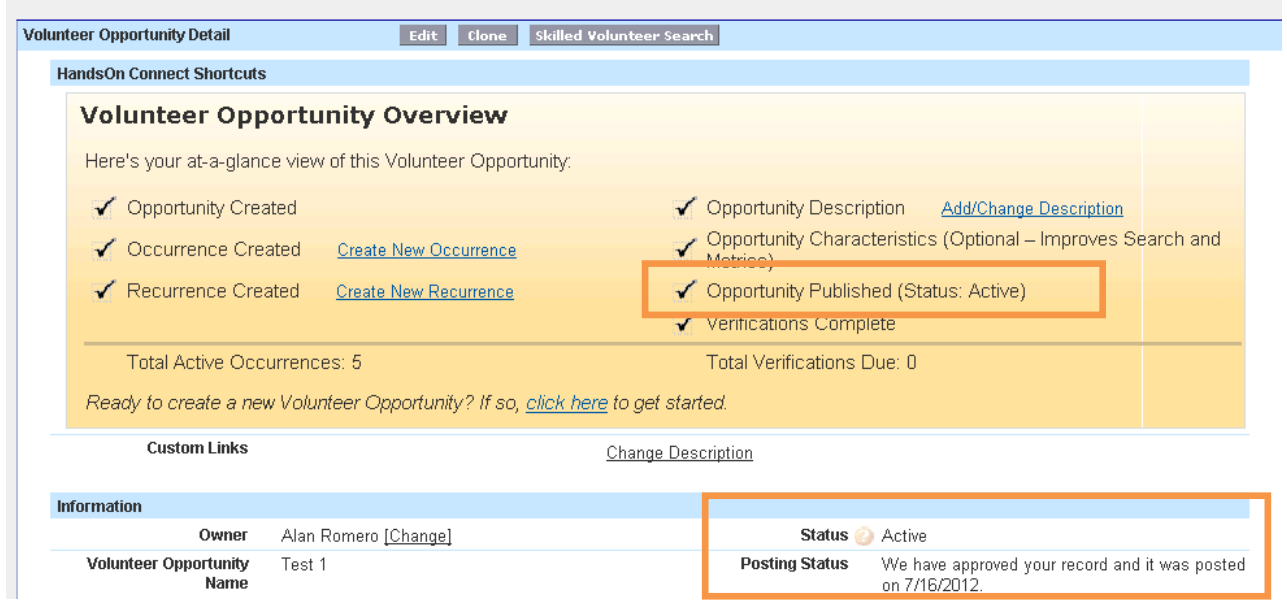 Volunteer Opportunity Detail Edit Clone Skilled Volunteer Search
HandsOn Connect Shortcuts
Volunteer Opportunity Overview
Here's your at-a-glance view of this Volunteer Opportunity:
Opportunity Created
Occurrence Created Create New Occurrence
Recurrence Created Create New Recurrence
Opportunity Description Add/Change Description
Opportunity Characteristics (Optional – Improves Search and
Metrics)
Opportunity Published (Status: Active)
Verifications Complete
Total Active Occurrences: 5 Total Verifications Due: 0
Ready to create a new Volunteer Opportunity? If so, click here to get started.
Custom Links Change Description
Information
Owner Alan Romero [Change] Status Active
Volunteer Opportunity
Name
Test 1
Posting Status We have approved your record and it was posted
on 7/16/2012.